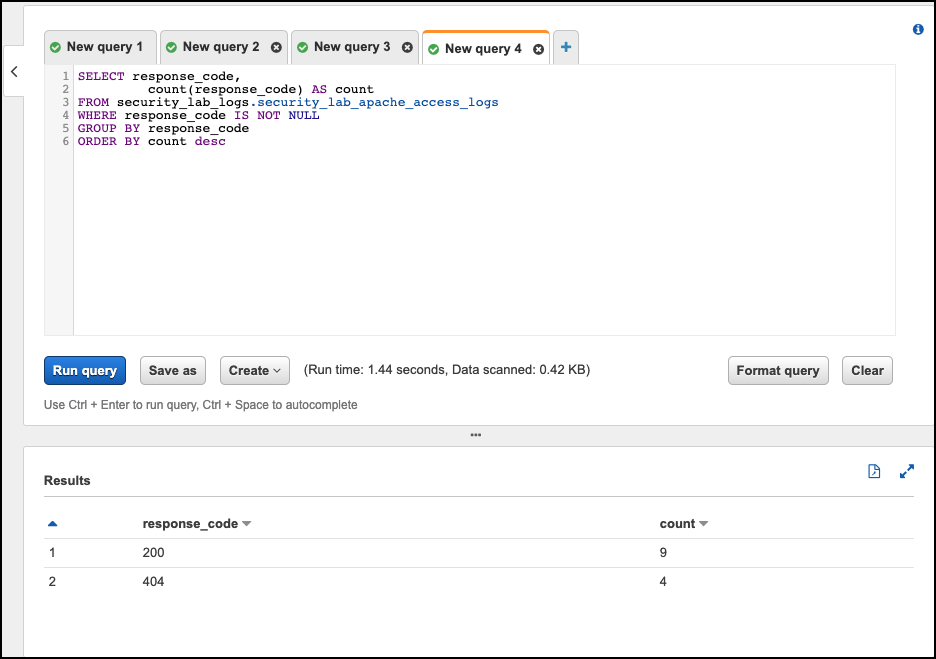 New query 1 New query 2 New query 3 New query 4
1 SELECT response_code,
2 count(response_code) AS count
3 FROM security_lab_logs.security_lab_apache_access_logs
4 WHERE response_code IS NOT NULL
5 GROUP BY response_code
6 ORDER BY count desc
Run query Save as Create (Run time: 1.44 seconds, Data scanned: 0.42 KB) Format query Clear
Use Ctrl + Enter to run query, Ctrl + Space to autocomplete
Results
response_code count
1 200 9
2 404 4